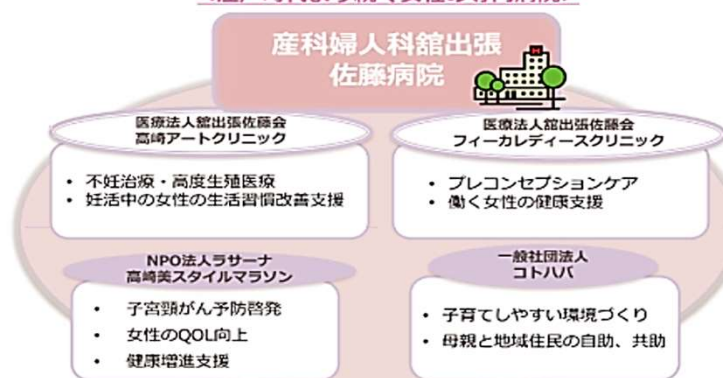 産科婦人科舘出張
佐藤病院
医療法人舘出張佐藤会
高崎アートクリニック
・ 不妊治療・高度生殖医療
・ 妊活中の女性の生活習慣改善支援
医療法人舘出張佐藤会
フィーカレディースクリニック
・ プレコンセプションケア
・ 働く女性の健康支援
NPO法人ラサーナ
高崎美スタイルマラソン
・ 子宮頸がん予防啓発
・ 女性のQOL向上
・ 健康増進支援
一般社団法人
コトハバ
・ 子育てしやすい環境づくり
・ 母親と地域住民の自助、共助